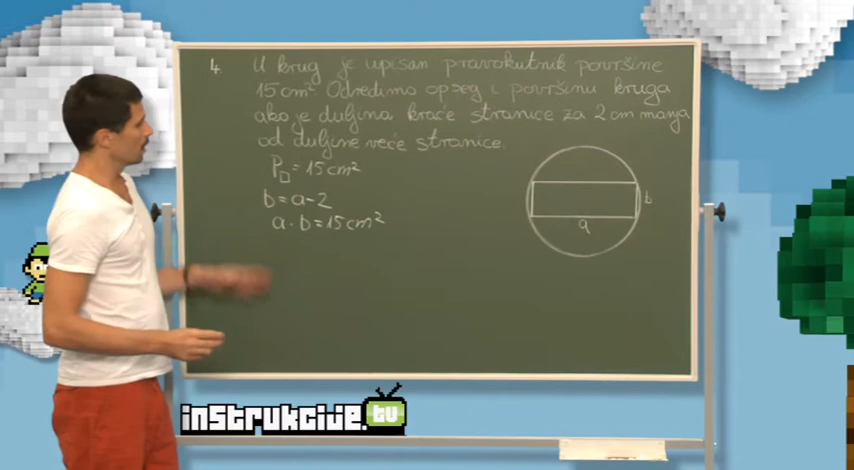 4. U krug je upisan pravokutnik površine
15 cm². Odredimo opseg i površinu kruga
ako je duljina kraće stranice za 2 cm manja
od duljine veće stranice.
P□ = 15 cm²
b = a - 2
a · b = 15 cm²
b
a
instrukcije.tv